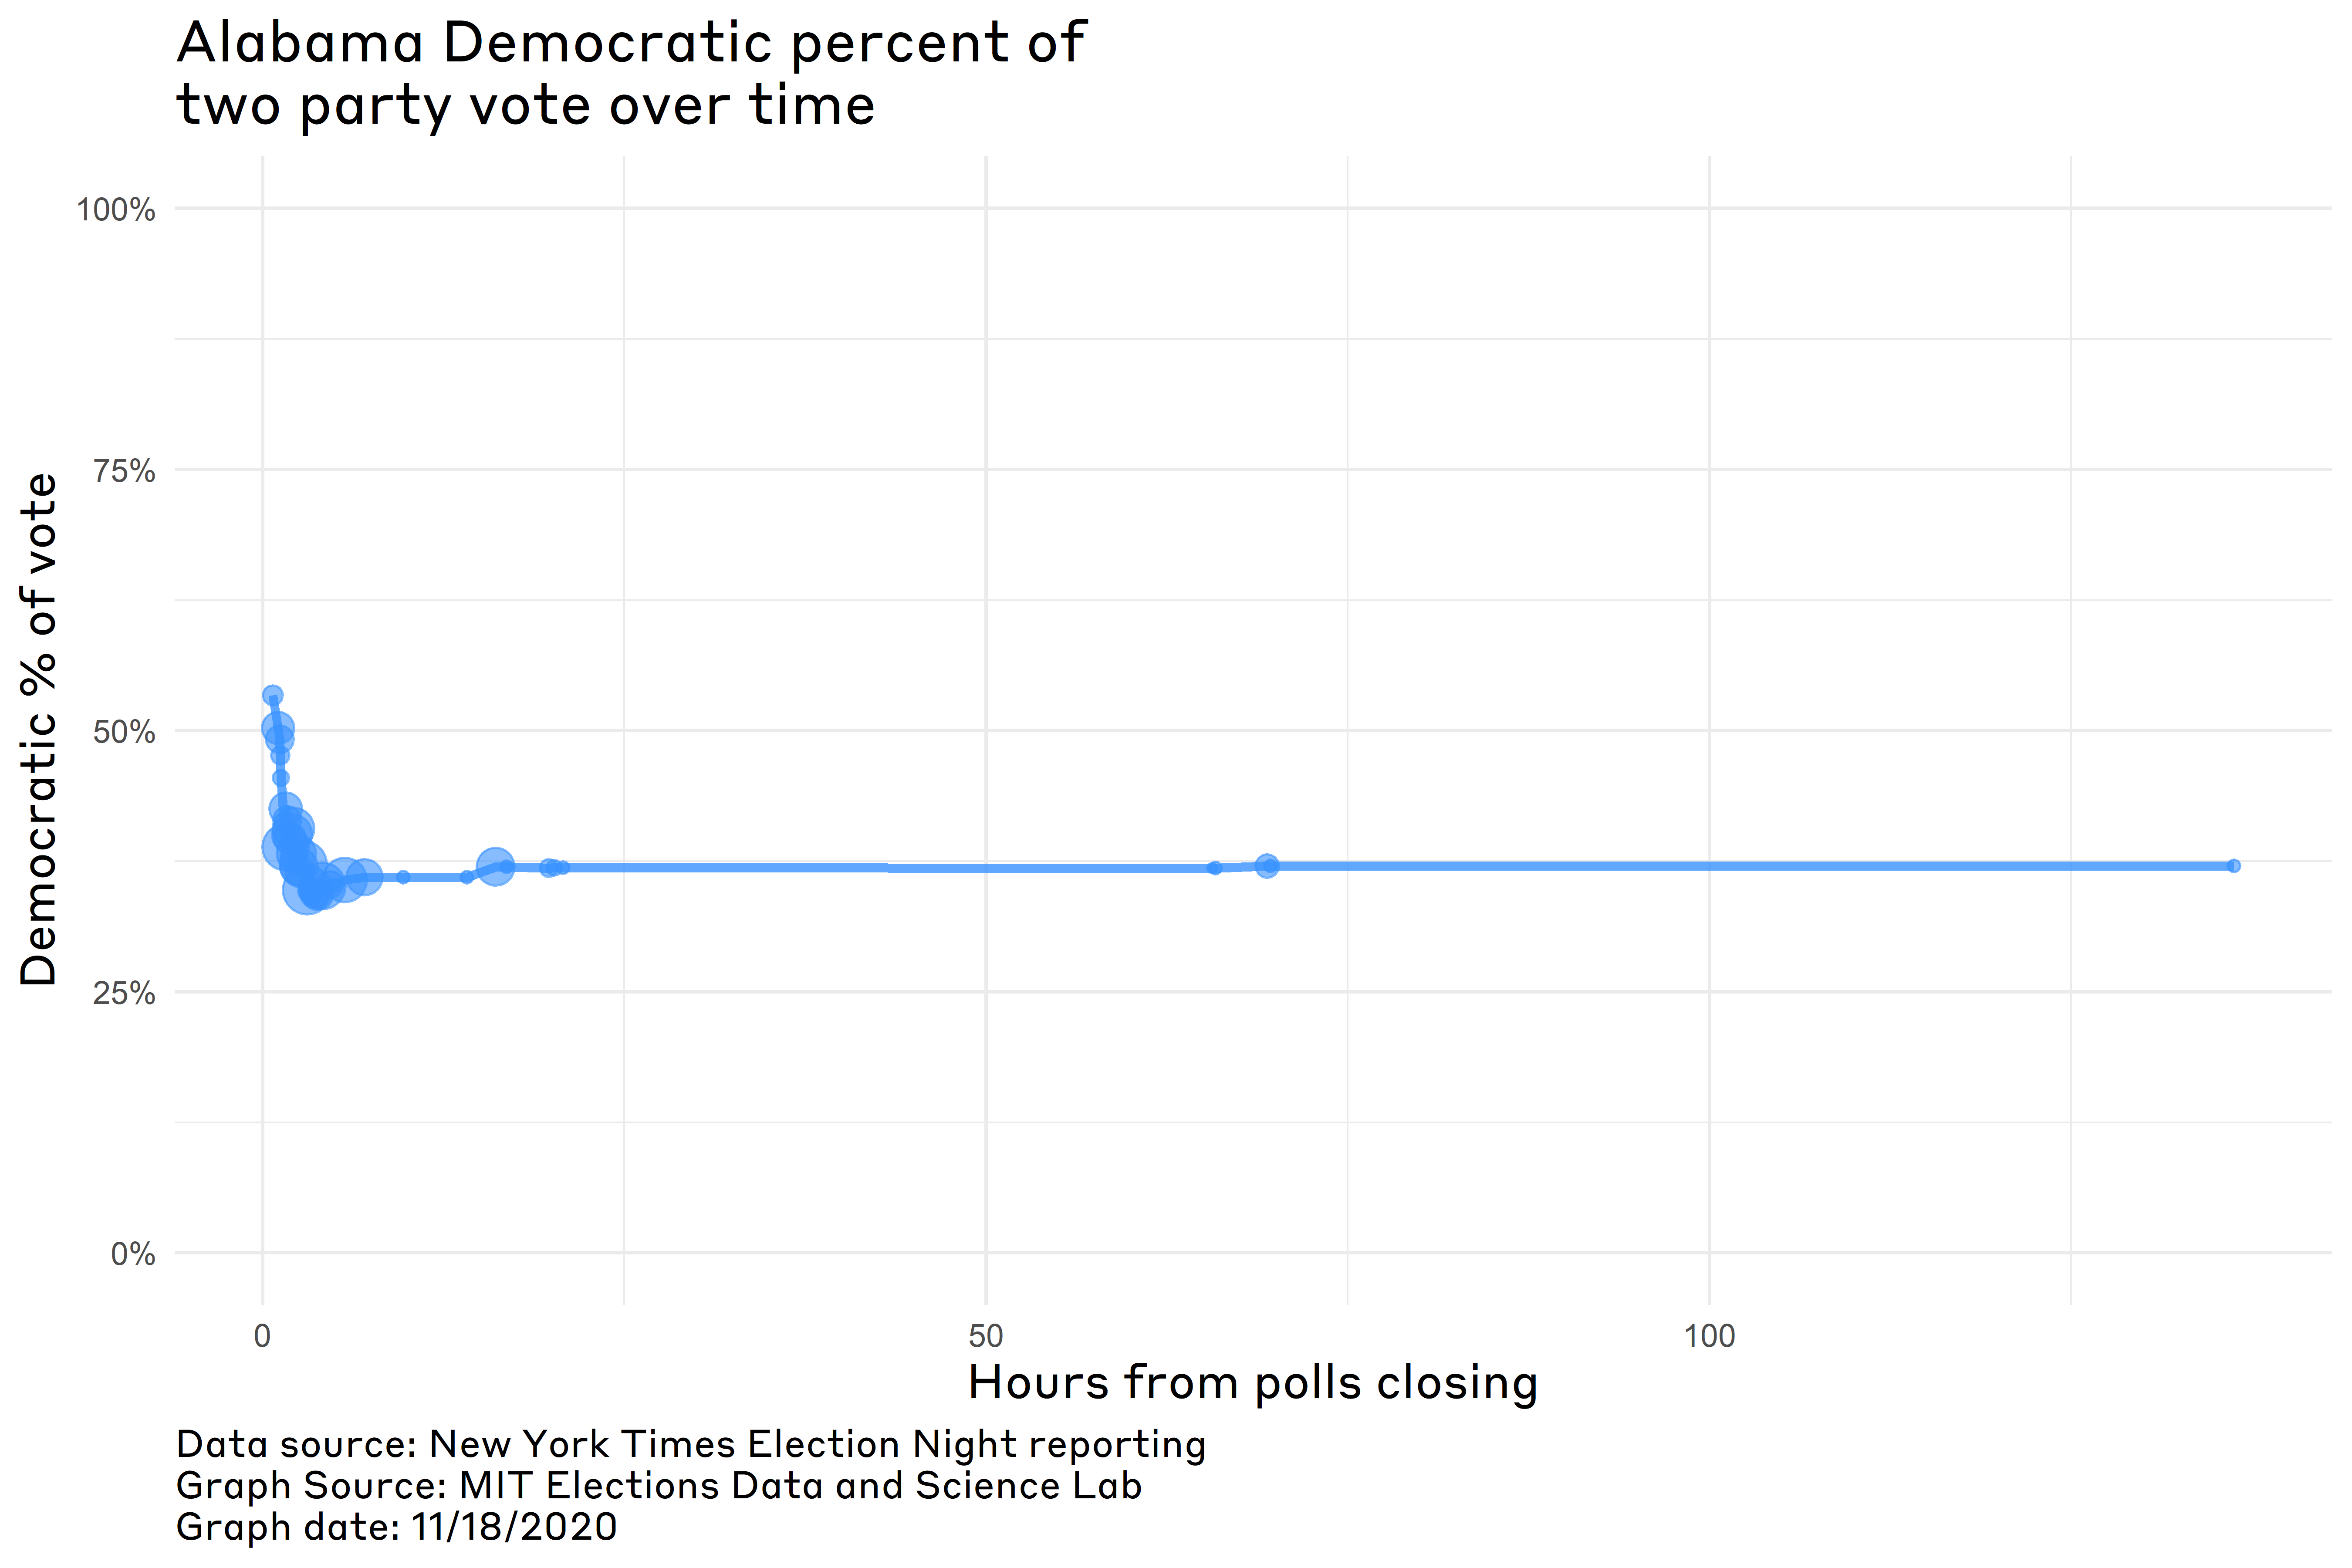 Alabama Democratic percent of
two party vote over time
Democratic % of vote
100%
75%
50%
25%
0%
0
50
100
Hours from polls closing
Data source: New York Times Election Night reporting
Graph Source: MIT Elections Data and Science Lab
Graph date: 11/18/2020